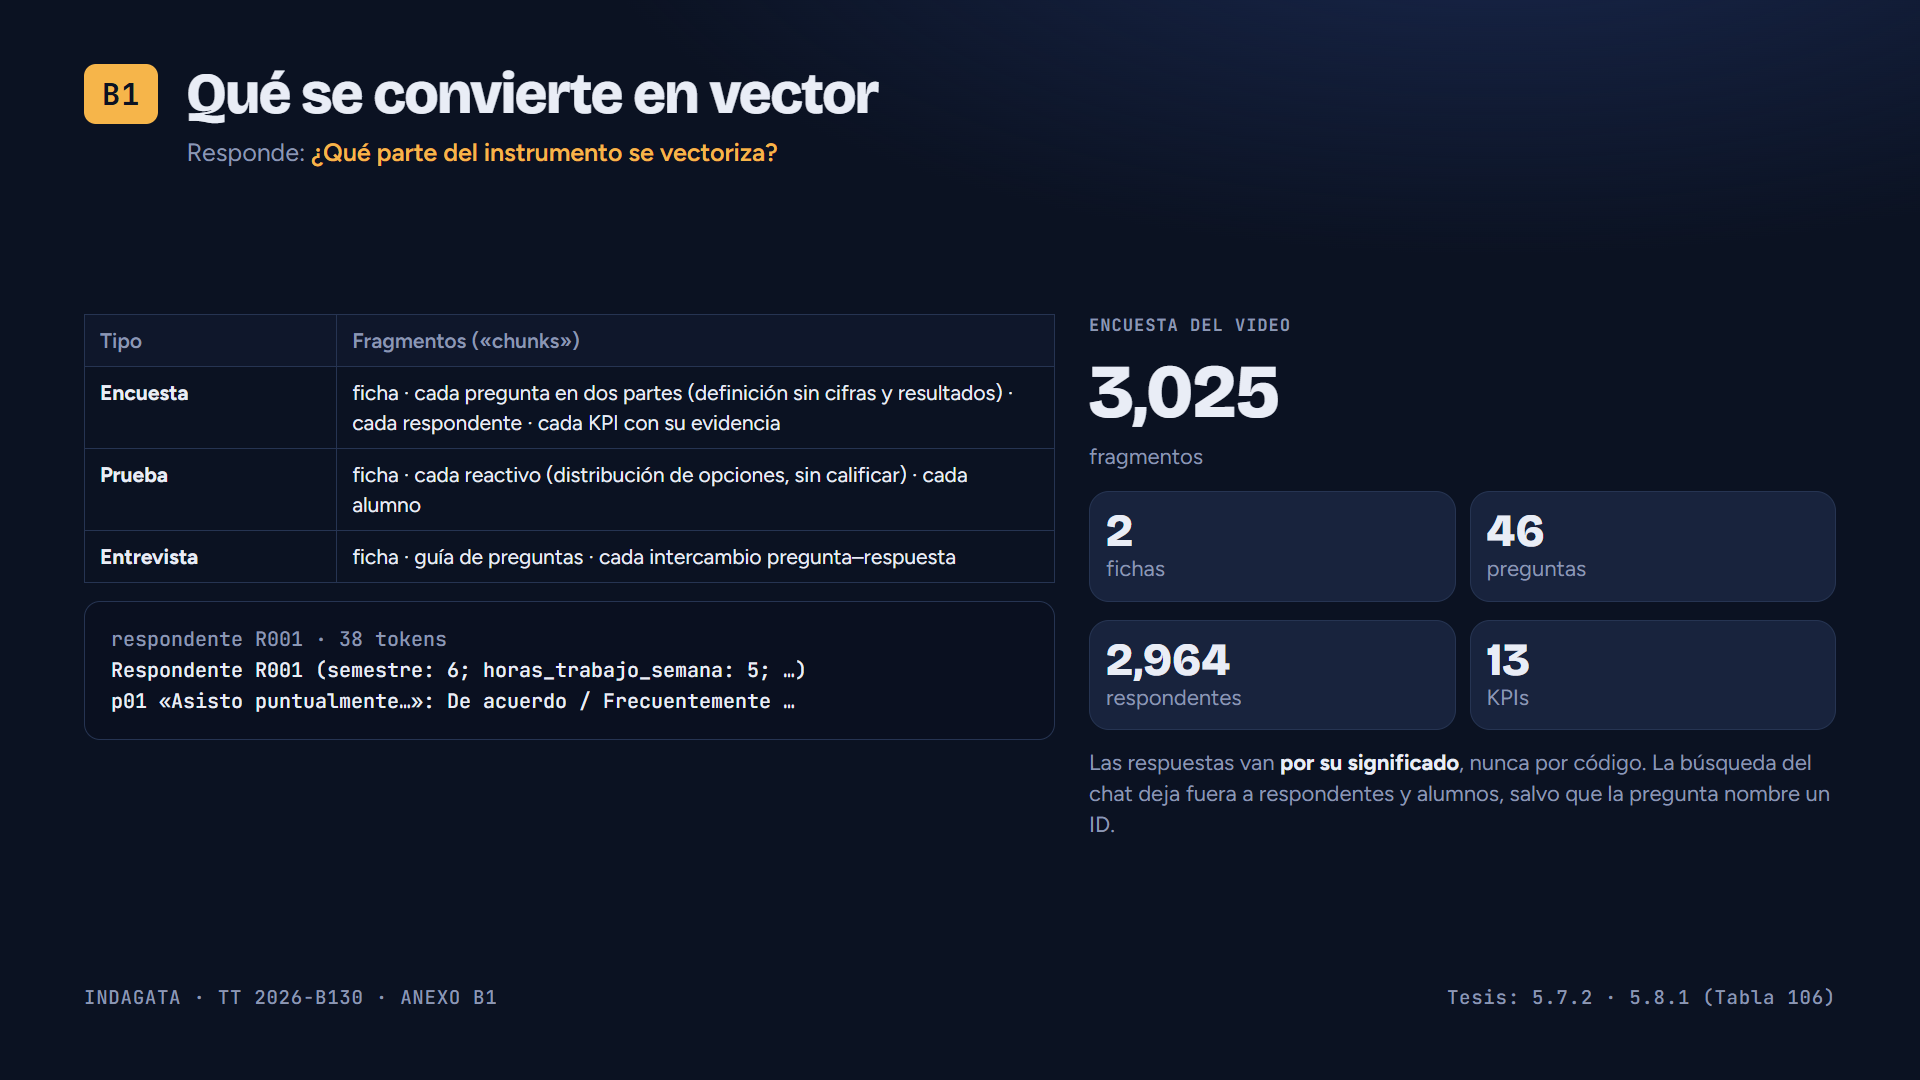 B1
Qué se convierte en vector
Responde: ¿Qué parte del instrumento se vectoriza?
Tipo
Fragmentos («chunks»)
Encuesta
ficha · cada pregunta en dos partes (definición sin cifras y resultados) ·
cada respondente · cada KPI con su evidencia
Prueba
ficha · cada reactivo (distribución de opciones, sin calificar) · cada
alumno
Entrevista
ficha · guía de preguntas · cada intercambio pregunta–respuesta
respondente R001 · 38 tokens
Respondente R001 (semestre: 6; horas_trabajo_semana: 5; …)
p01 «Asisto puntualmente…»: De acuerdo / Frecuentemente …
ENCUESTA DEL VIDEO
3,025
fragmentos
2
fichas
46
preguntas
2,964
respondentes
13
KPIs
Las respuestas van por su significado, nunca por código. La búsqueda del
chat deja fuera a respondentes y alumnos, salvo que la pregunta nombre un
ID.
INDAGATA · TT 2026-B130 · ANEXO B1
Tesis: 5.7.2 · 5.8.1 (Tabla 106)